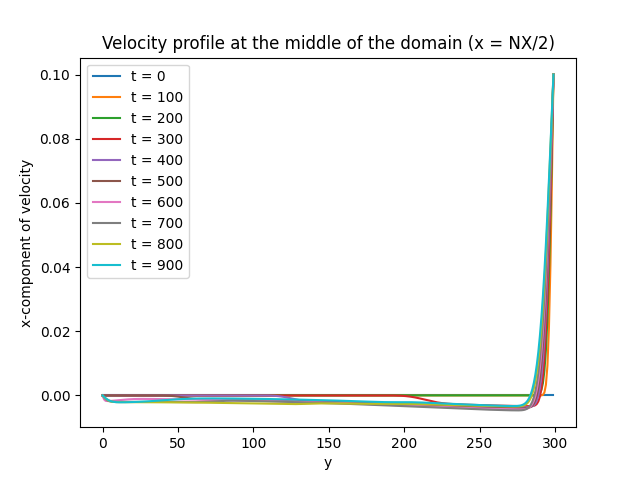 Velocity profile at the middle of the domain (x = NX/2)
0.10
0.08
0.06
0.04
0.02
0.00
x-component of velocity
t = 0
t = 100
t = 200
t = 300
t = 400
t = 500
t = 600
t = 700
t = 800
t = 900
0 50 100 150 200 250 300
y